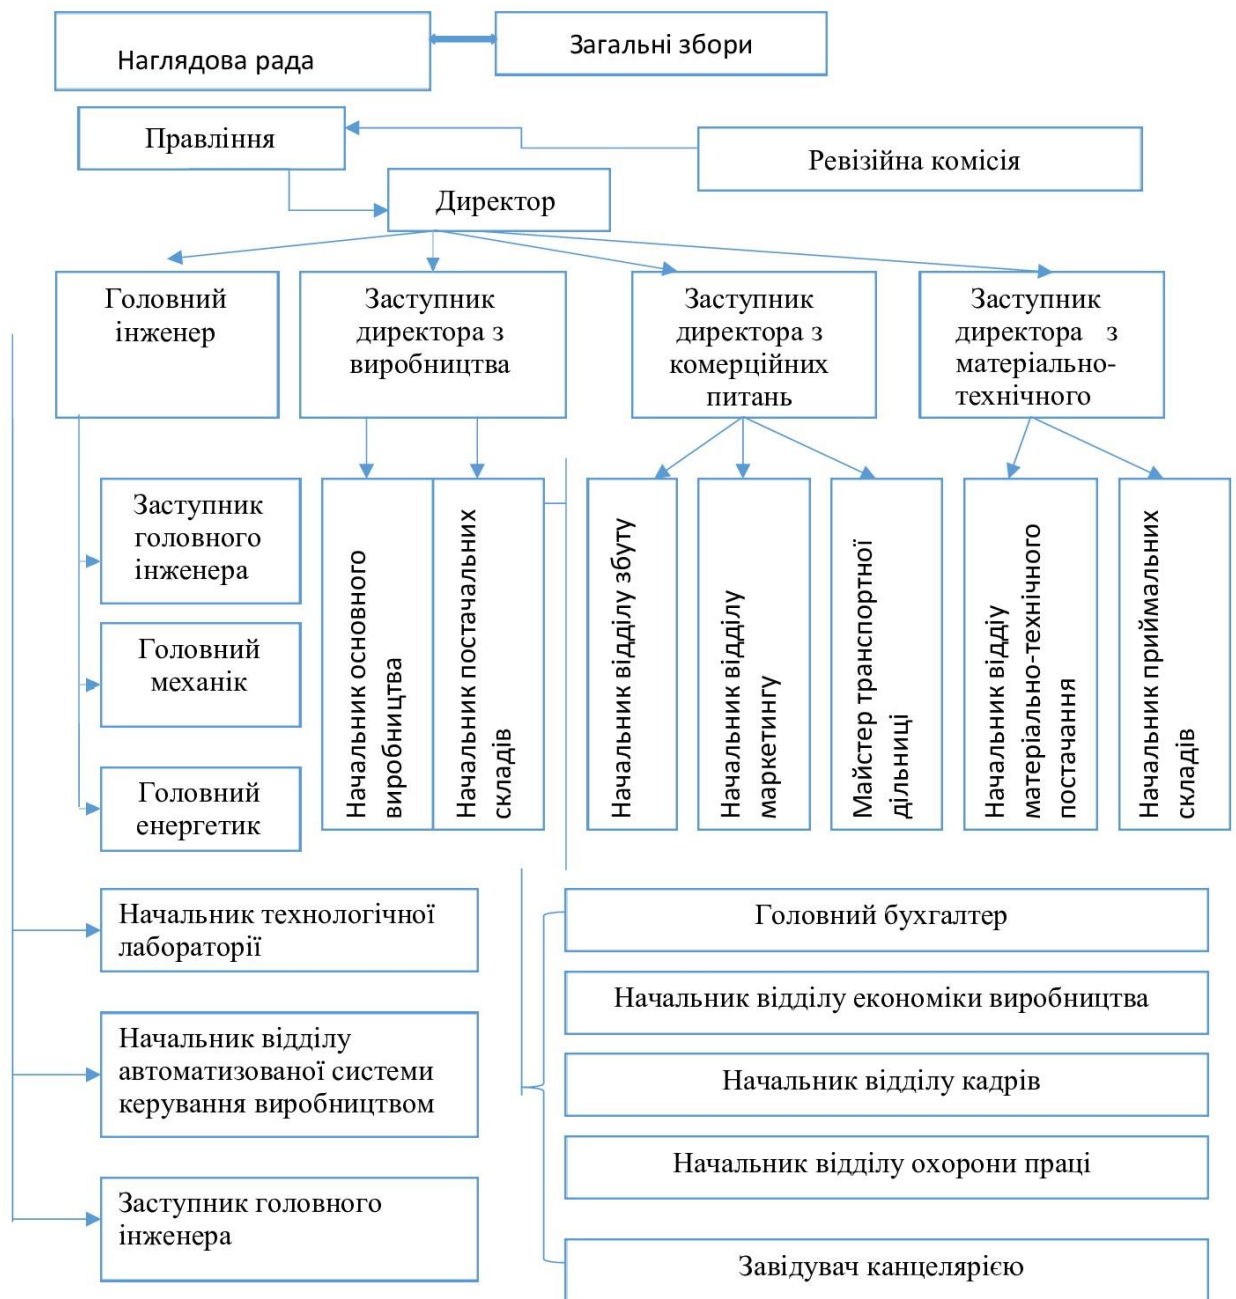 Наглядова рада
Загальні збори
Правління
Ревізійна комісія
Директор
Головний
інженер
Заступник
директора з
виробництва
Заступник
директора з
комерційних
питань
Заступник
директора з
матеріально-
технічного
Заступник
головного
інженера
Головний
механік
Головний
енергетик
Начальник основного
виробництва
Начальник постачальних
складів
Начальник відділу збуту
Начальник відділу
маркетингу
Майстер транспортної
дільниці
Начальник віддіу
матеріально-технічного
постачання
Начальник приймальних
складів
Начальник технологічної
лабораторії
Начальник відділу
автоматизованої системи
керування виробництвом
Заступник головного
інженера
Головний бухгалтер
Начальник відділу економіки виробництва
Начальник відділу кадрів
Начальник відділу охорони праці
Завідувач канцелярією